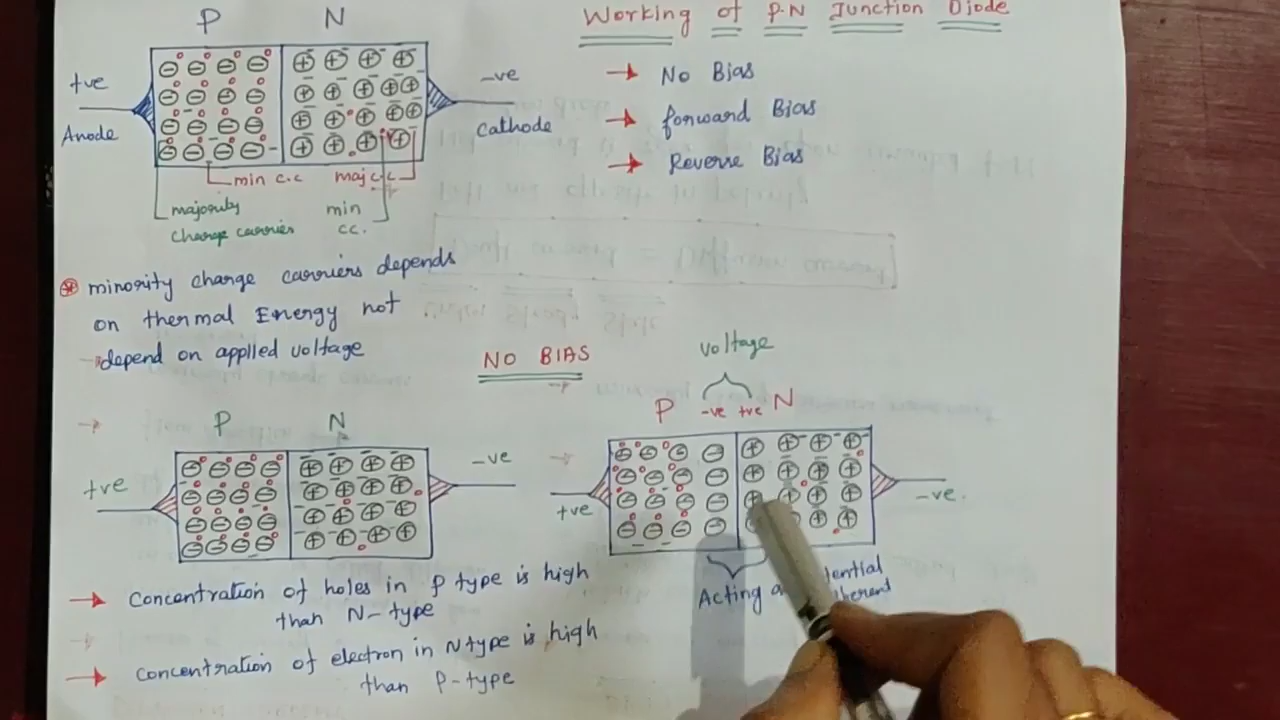 P
N
Working of P-N Junction Diode
+ve
-ve
Anode
Cathode
→ No Bias
→ forward Bias
→ Reverse Bias
min c.c
maj c.c
majority
charge carries
min
cc.
minority charge carriers depends
on thermal Energy not
depend on applied voltage
NO BIAS
voltage
P
N
P
-ve +ve
N
+ve
-ve
+ve
-ve.
Acting
→ Concentration of holes in p type is high
than N-type
→ concentration of electron in N type is high
than P-type